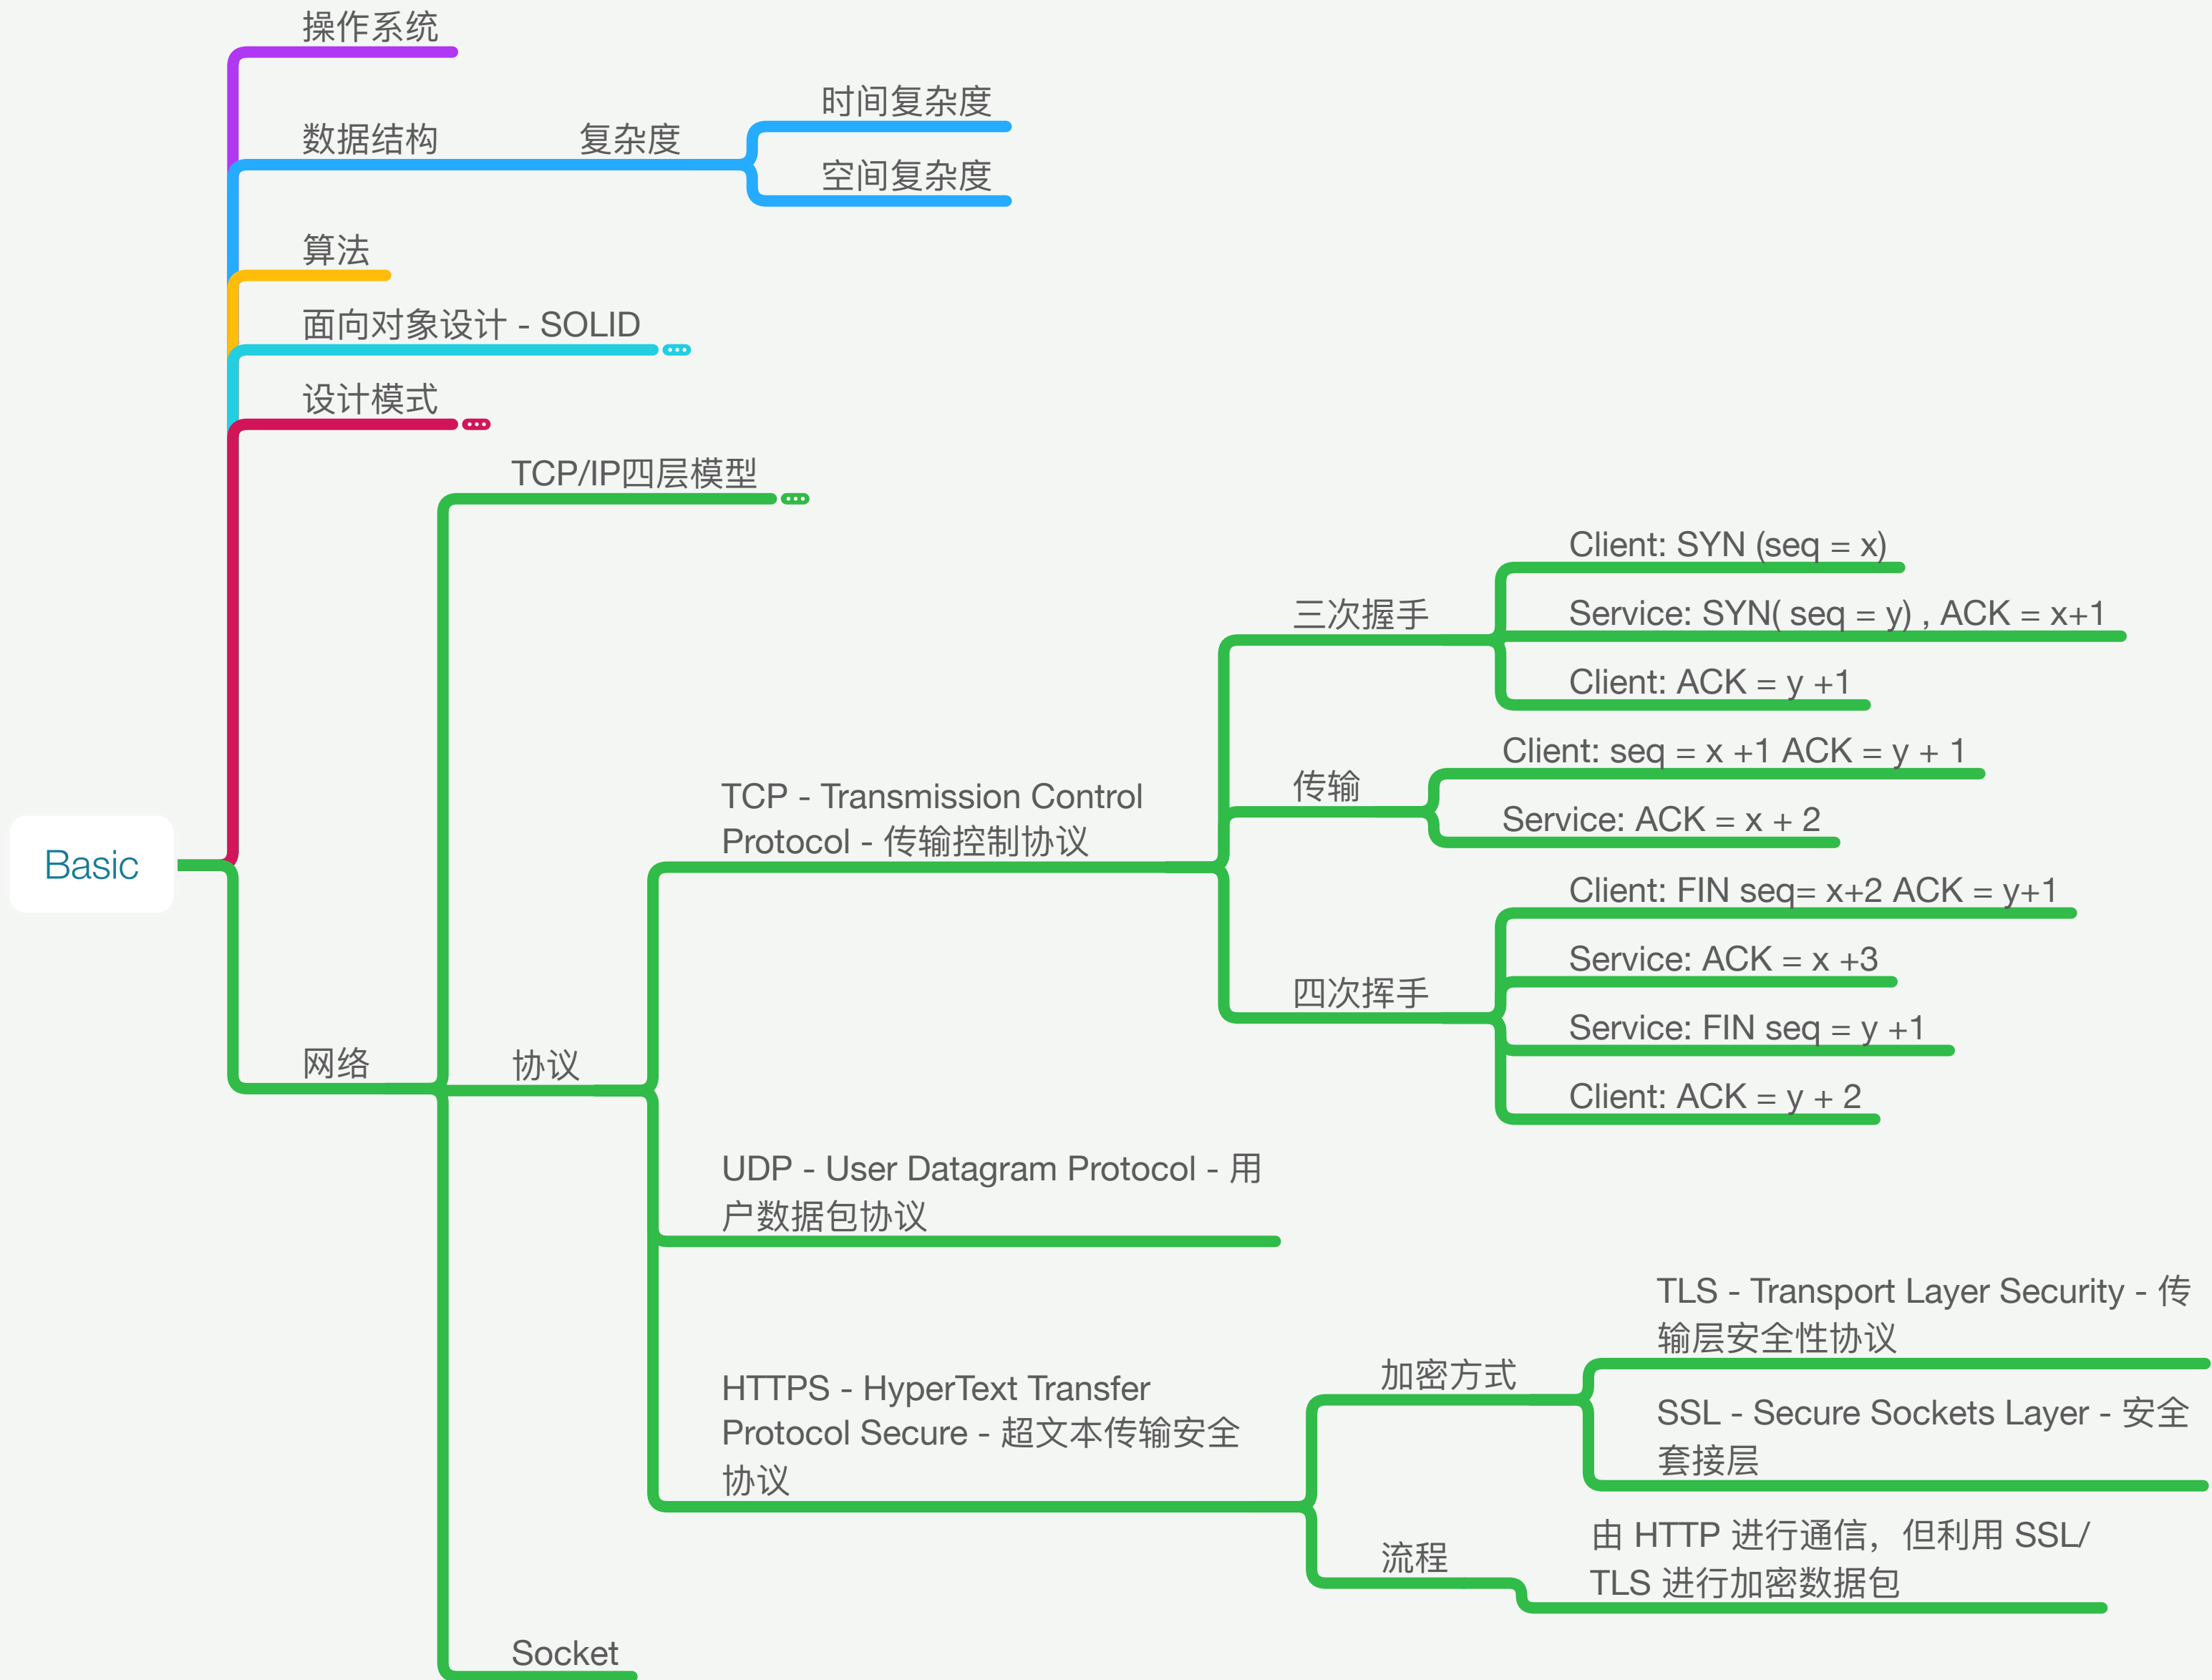 操作系统
时间复杂度
数据结构
复杂度
空间复杂度
算法
面向对象设计 - SOLID
设计模式
TCP/IP四层模型
Client: SYN (seq = x)
三次握手
Service: SYN( seq = y) , ACK = x+1
Client: ACK = y +1
Client: seq = x +1 ACK = y + 1
传输
Service: ACK = x + 2
TCP - Transmission Control
Protocol - 传输控制协议
Basic
Client: FIN seq= x+2 ACK = y+1
Service: ACK = x +3
四次挥手
Service: FIN seq = y +1
Client: ACK = y + 2
网络
协议
UDP - User Datagram Protocol - 用
户数据包协议
TLS - Transport Layer Security - 传
输层安全性协议
加密方式
SSL - Secure Sockets Layer - 安全
套接层
HTTPS - HyperText Transfer
Protocol Secure - 超文本传输安全
协议
由 HTTP 进行通信，但利用 SSL/
TLS 进行加密数据包
流程
Socket